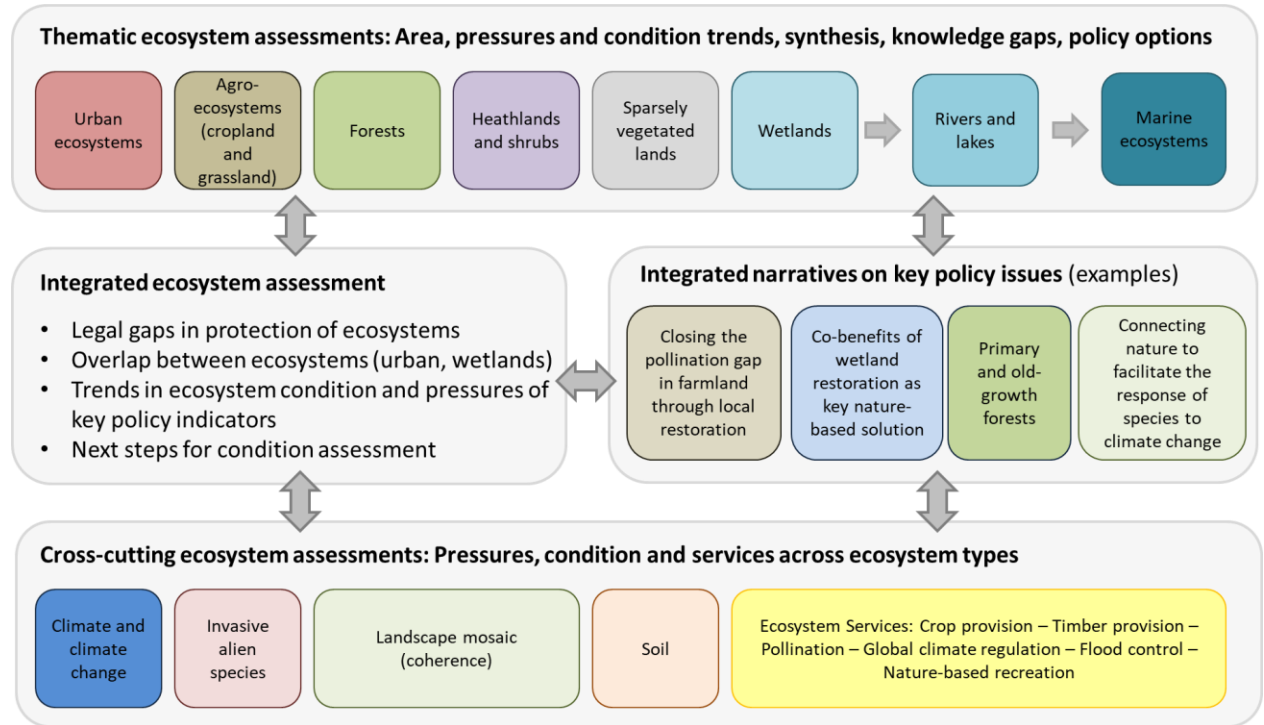 Thematic ecosystem assessments: Area, pressures and condition trends, synthesis, knowledge gaps, policy options
Urban
ecosystems
Agro-
ecosystems
(cropland
and
grassland)
Forests
Heathlands
and shrubs
Sparsely
vegetated
lands
Wetlands
Rivers and
lakes
Marine
ecosystems
Integrated ecosystem assessment
• Legal gaps in protection of ecosystems
• Overlap between ecosystems (urban, wetlands)
• Trends in ecosystem condition and pressures of
key policy indicators
• Next steps for condition assessment
Integrated narratives on key policy issues (examples)
Closing the
pollination gap
in farmland
through local
restoration
Co-benefits of
wetland
restoration as
key nature-
based solution
Primary
and old-
growth
forests
Connecting
nature to
facilitate the
response of
species to
climate change
Cross-cutting ecosystem assessments: Pressures, condition and services across ecosystem types
Climate and
climate
change
Invasive
alien
species
Landscape mosaic
(coherence)
Soil
Ecosystem Services: Crop provision – Timber provision –
Pollination – Global climate regulation – Flood control –
Nature-based recreation